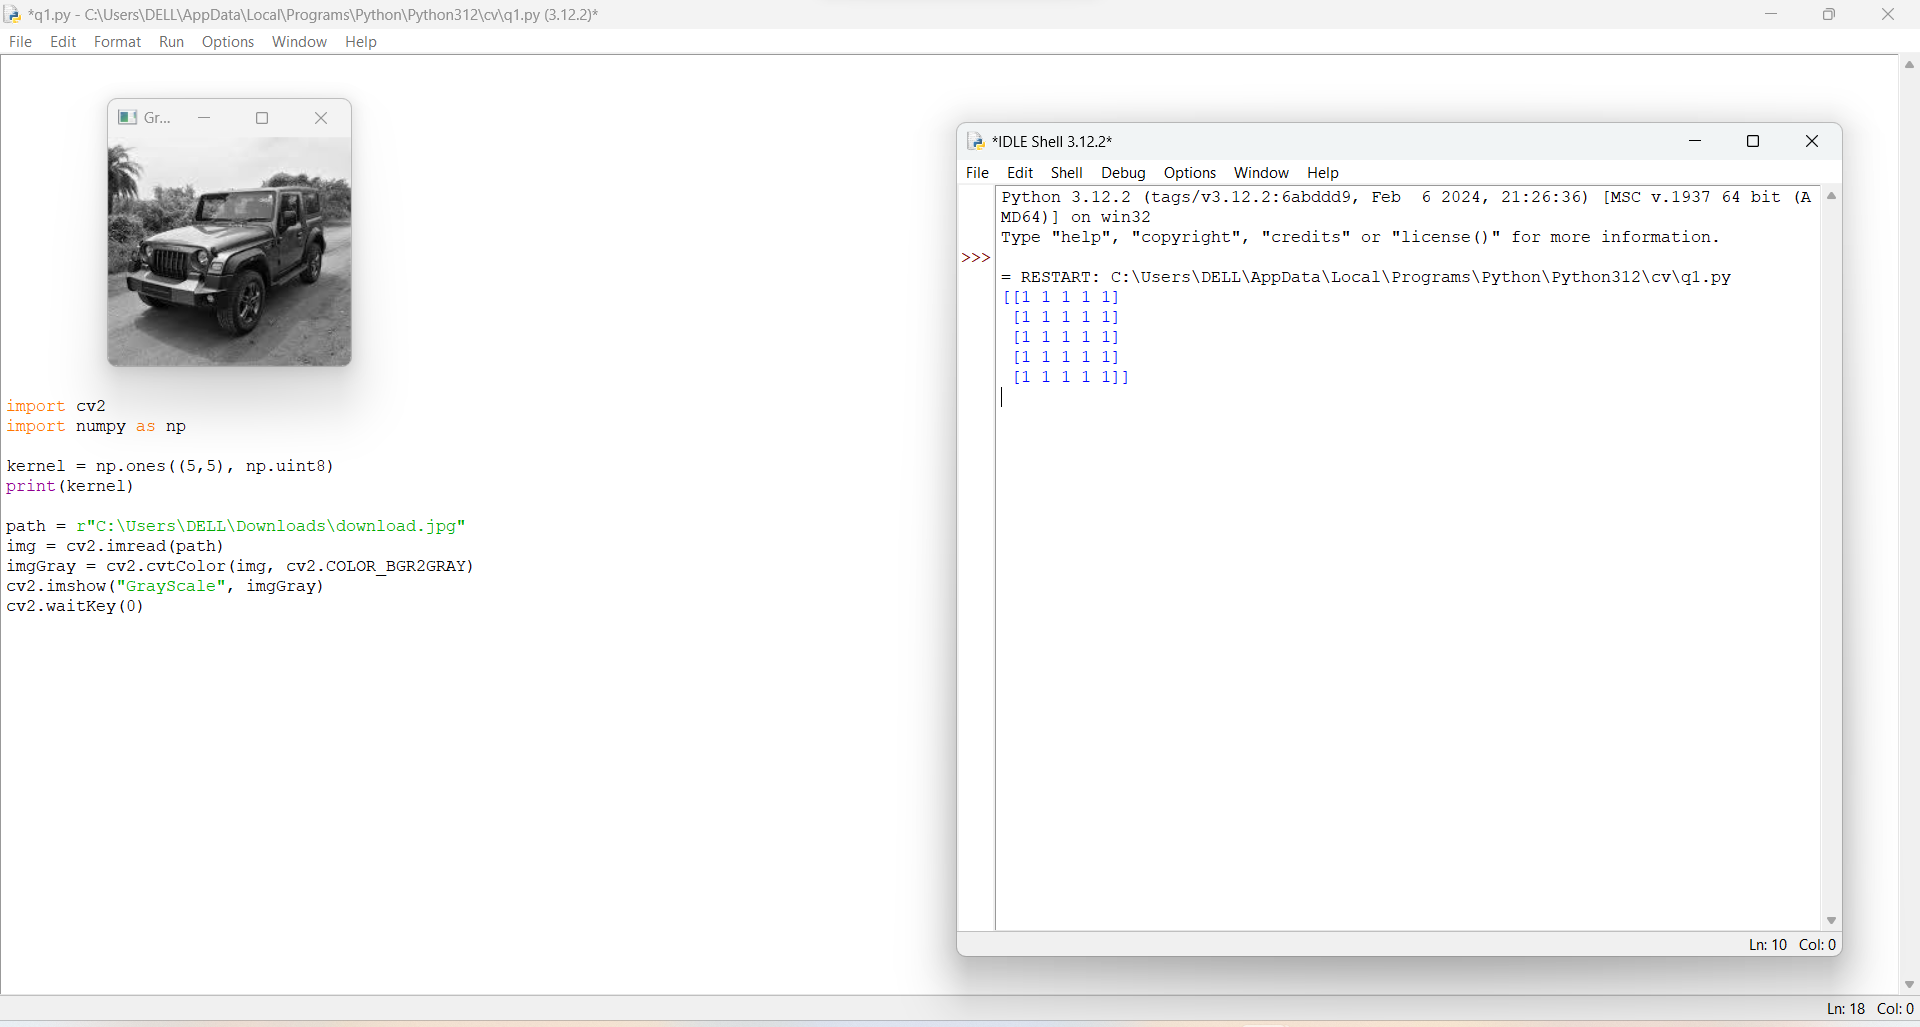 *q1.py - C:\Users\DELL\AppData\Local\Programs\Python\Python312\cv\q1.py (3.12.2)*
File Edit Format Run Options Window Help
Gr...
import cv2
import numpy as np
kernel = np.ones((5,5), np.uint8)
print(kernel)
path = r"C:\Users\DELL\Downloads\download.jpg"
img = cv2.imread(path)
imgGray = cv2.cvtColor(img, cv2.COLOR_BGR2GRAY)
cv2.imshow("GrayScale", imgGray)
cv2.waitKey(0)
*IDLE Shell 3.12.2*
File Edit Shell Debug Options Window Help
Python 3.12.2 (tags/v3.12.2:6abddd9, Feb  6 2024, 21:26:36) [MSC v.1937 64 bit (A
MD64)] on win32
Type "help", "copyright", "credits" or "license()" for more information.
>>>
= RESTART: C:\Users\DELL\AppData\Local\Programs\Python\Python312\cv\q1.py
[[1 1 1 1 1]
 [1 1 1 1 1]
 [1 1 1 1 1]
 [1 1 1 1 1]
 [1 1 1 1 1]]
Ln: 10 Col: 0
Ln: 18 Col: 0